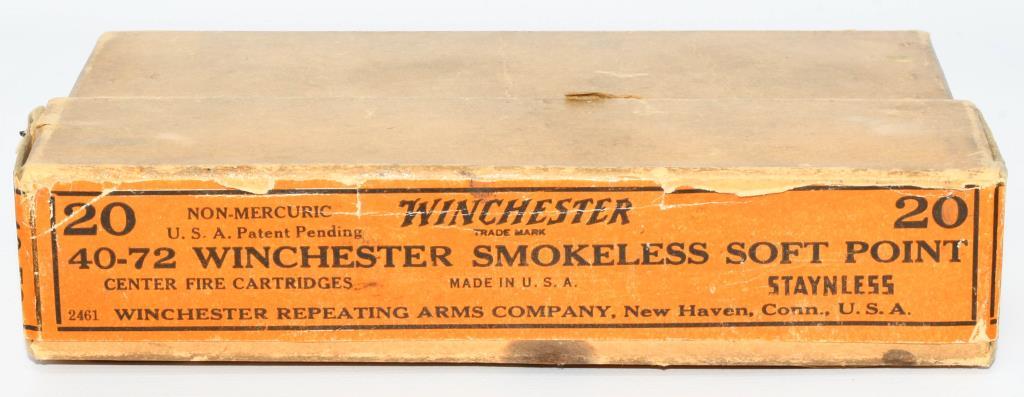 20 NON-MERCURIC WINCHESTER 20
U. S. A. Patent Pending TRADE MARK
40-72 WINCHESTER SMOKELESS SOFT POINT
CENTER FIRE CARTRIDGES MADE IN U. S. A. STAYNLESS
2461 WINCHESTER REPEATING ARMS COMPANY, New Haven, Conn., U. S. A.